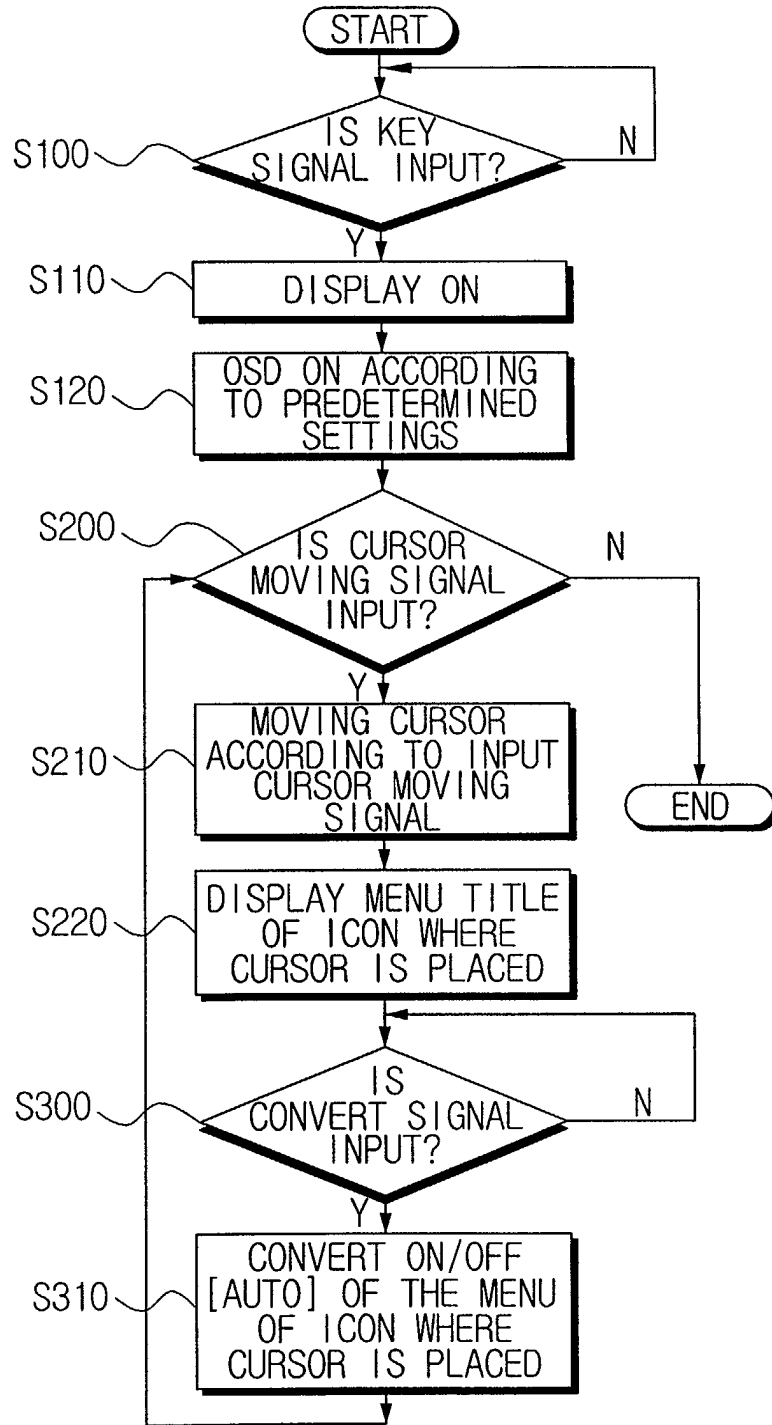 START
S100
IS KEY
SIGNAL INPUT?
N
Y
S110
DISPLAY ON
S120
OSD ON ACCORDING
TO PREDETERMINED
SETTINGS
S200
IS CURSOR
MOVING SIGNAL
INPUT?
N
Y
S210
MOVING CURSOR
ACCORDING TO INPUT
CURSOR MOVING
SIGNAL
END
S220
DISPLAY MENU TITLE
OF ICON WHERE
CURSOR IS PLACED
S300
IS
CONVERT SIGNAL
INPUT?
N
Y
S310
CONVERT ON/OFF
[AUTO] OF THE MENU
OF ICON WHERE
CURSOR IS PLACED